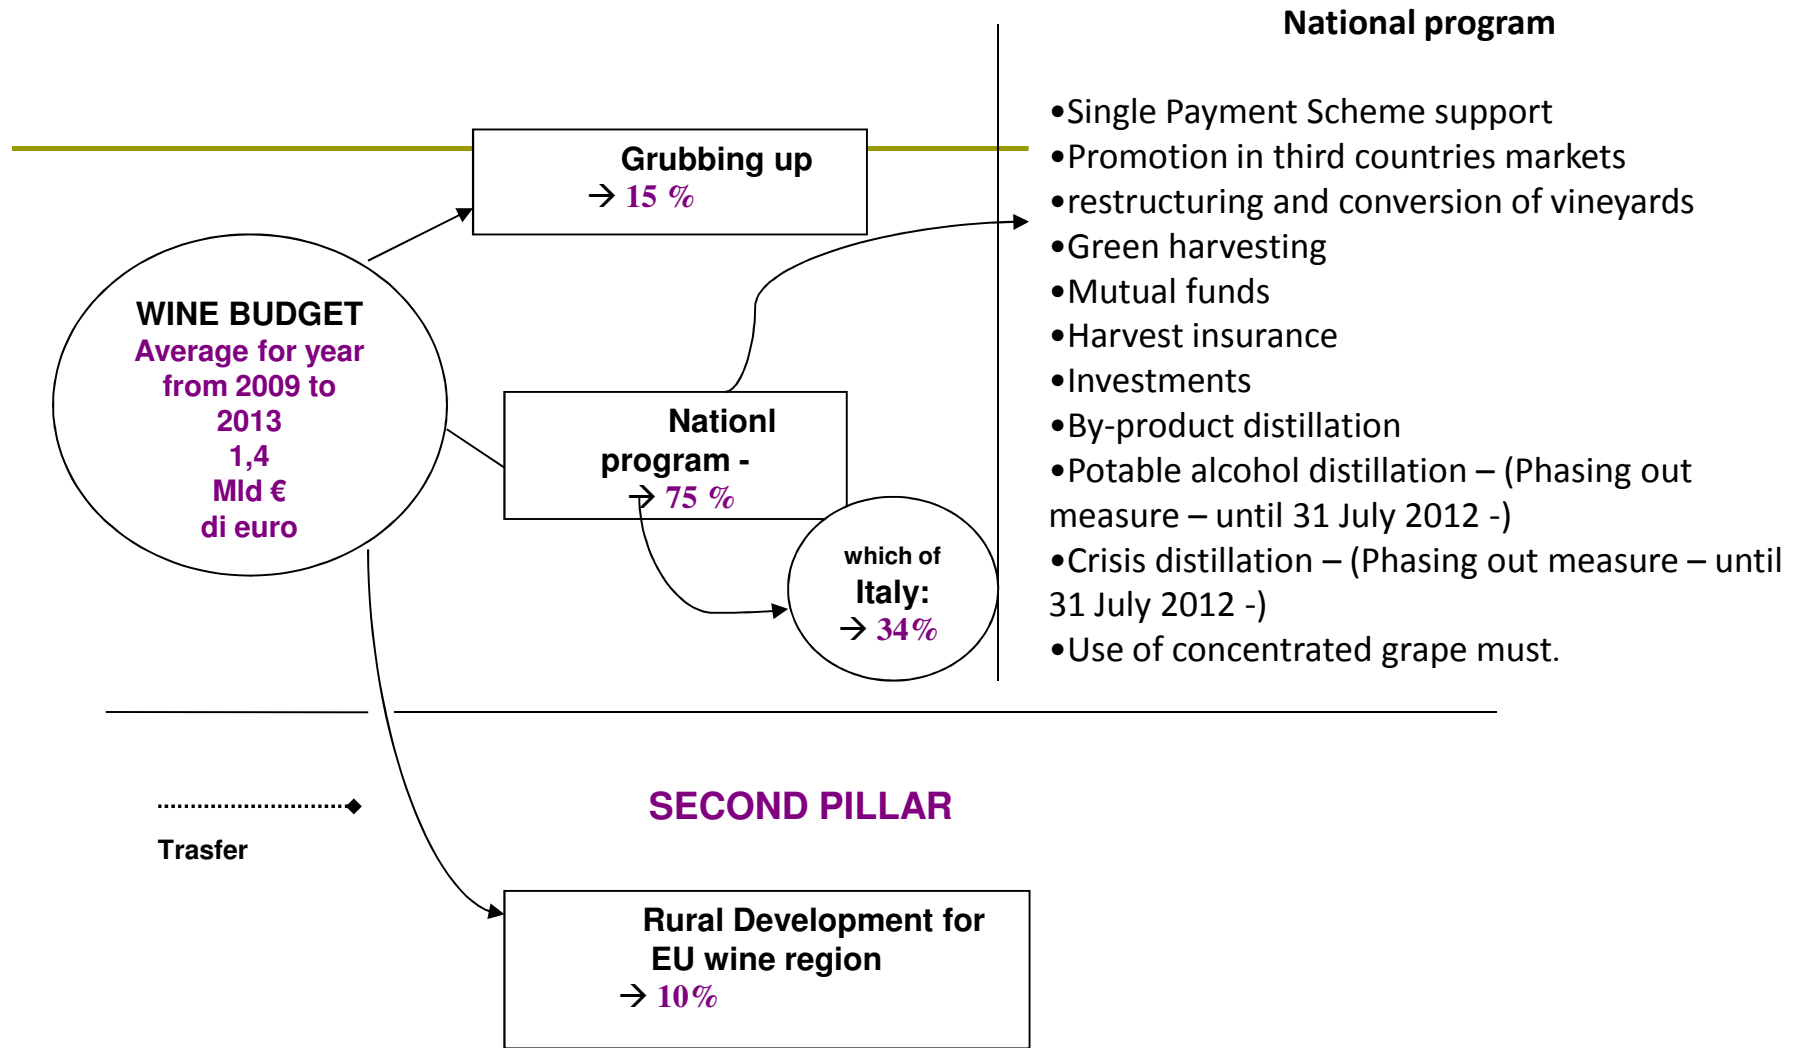 National program
•Single Payment Scheme support
•Promotion in third countries markets
•restructuring and conversion of vineyards
•Green harvesting
•Mutual funds
•Harvest insurance
•Investments
•By-product distillation
•Potable alcohol distillation – (Phasing out
measure – until 31 July 2012 -)
•Crisis distillation – (Phasing out measure – until
31 July 2012 -)
•Use of concentrated grape must.
Grubbing up
→ 15 %
WINE BUDGET
Average for year
from 2009 to
2013
1,4
Mld €
di euro
Nationl
program -
→ 75 %
which of
Italy:
→ 34%
SECOND PILLAR
Trasfer
Rural Development for
EU wine region
→ 10%